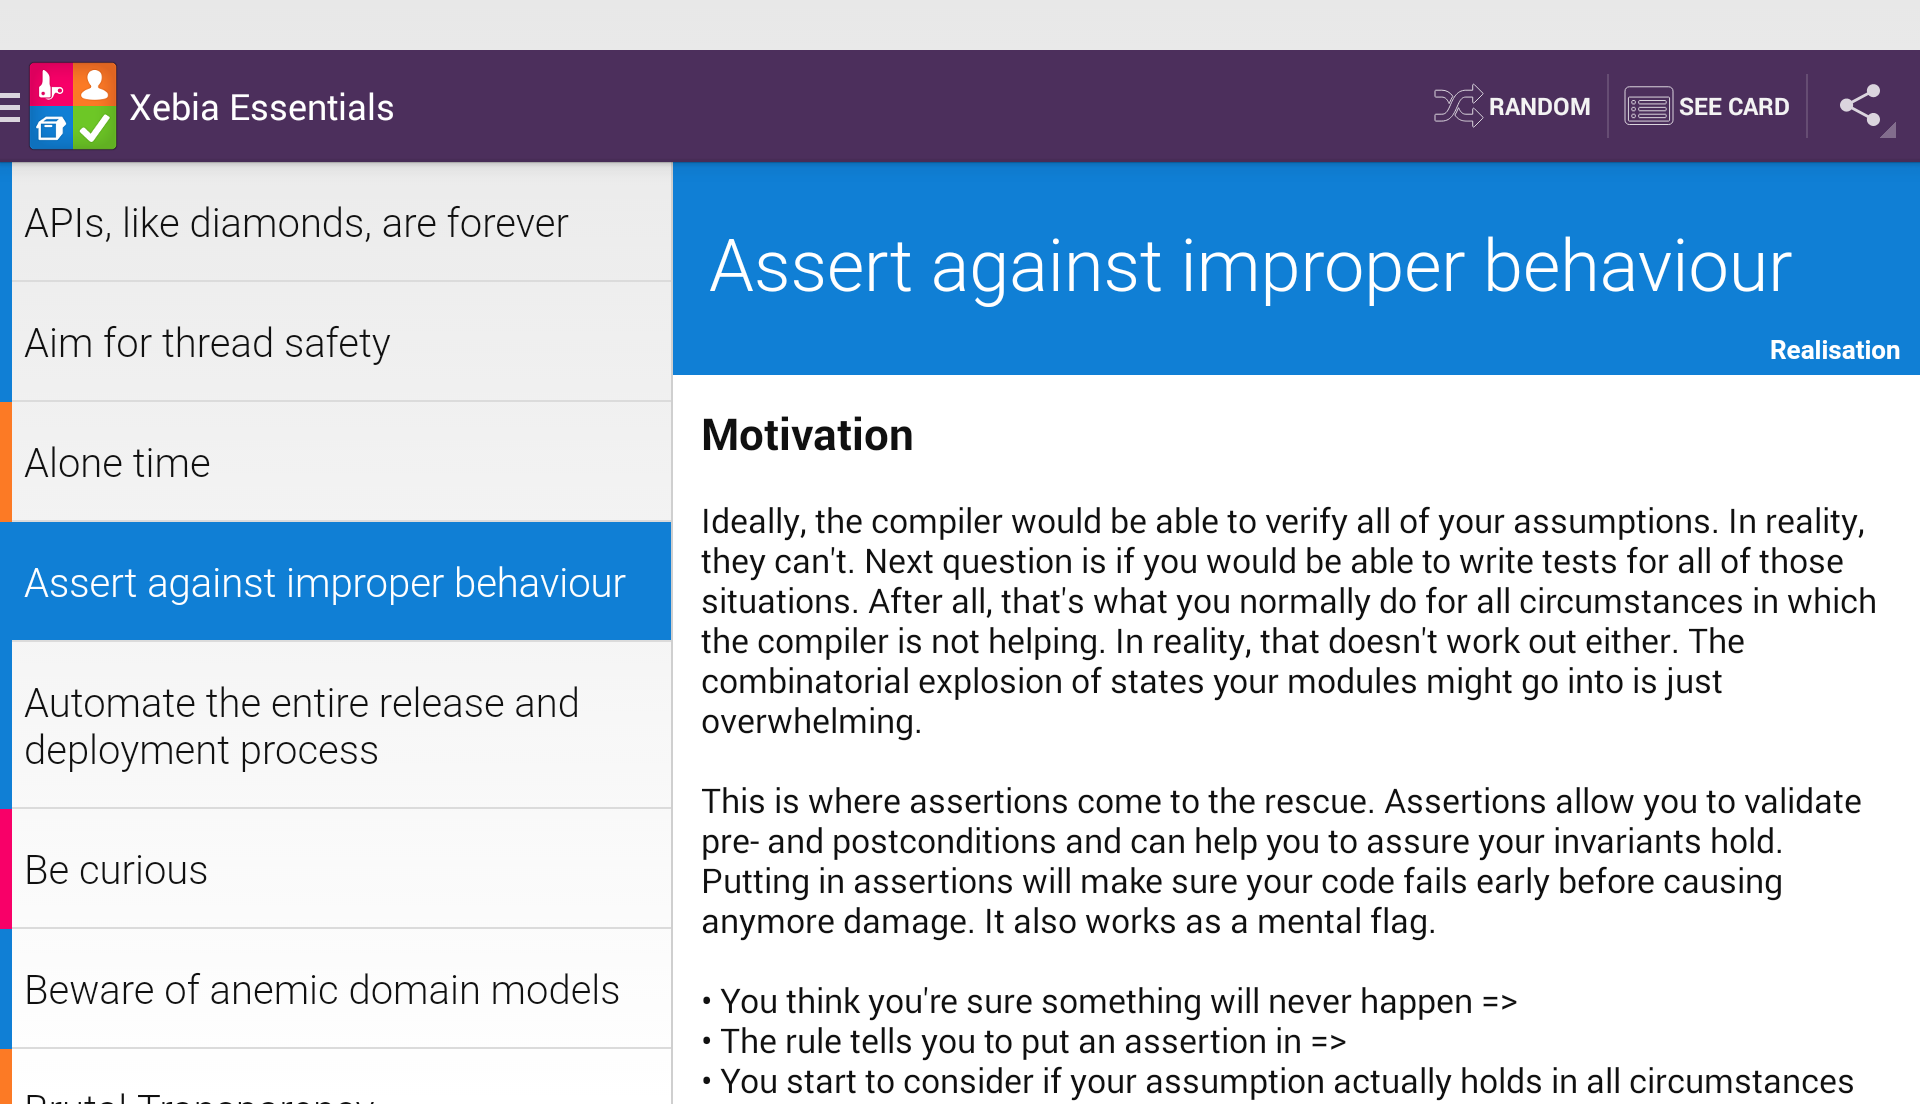 Xebia Essentials
RANDOM
SEE CARD
APIs, like diamonds, are forever
Aim for thread safety
Alone time
Assert against improper behaviour
Automate the entire release and
deployment process
Be curious
Beware of anemic domain models
Brutal Transparency
Assert against improper behaviour
Realisation
Motivation
Ideally, the compiler would be able to verify all of your assumptions. In reality,
they can't. Next question is if you would be able to write tests for all of those
situations. After all, that's what you normally do for all circumstances in which
the compiler is not helping. In reality, that doesn't work out either. The
combinatorial explosion of states your modules might go into is just
overwhelming.
This is where assertions come to the rescue. Assertions allow you to validate
pre- and postconditions and can help you to assure your invariants hold.
Putting in assertions will make sure your code fails early before causing
anymore damage. It also works as a mental flag.
• You think you're sure something will never happen =>
• The rule tells you to put an assertion in =>
• You start to consider if your assumption actually holds in all circumstances